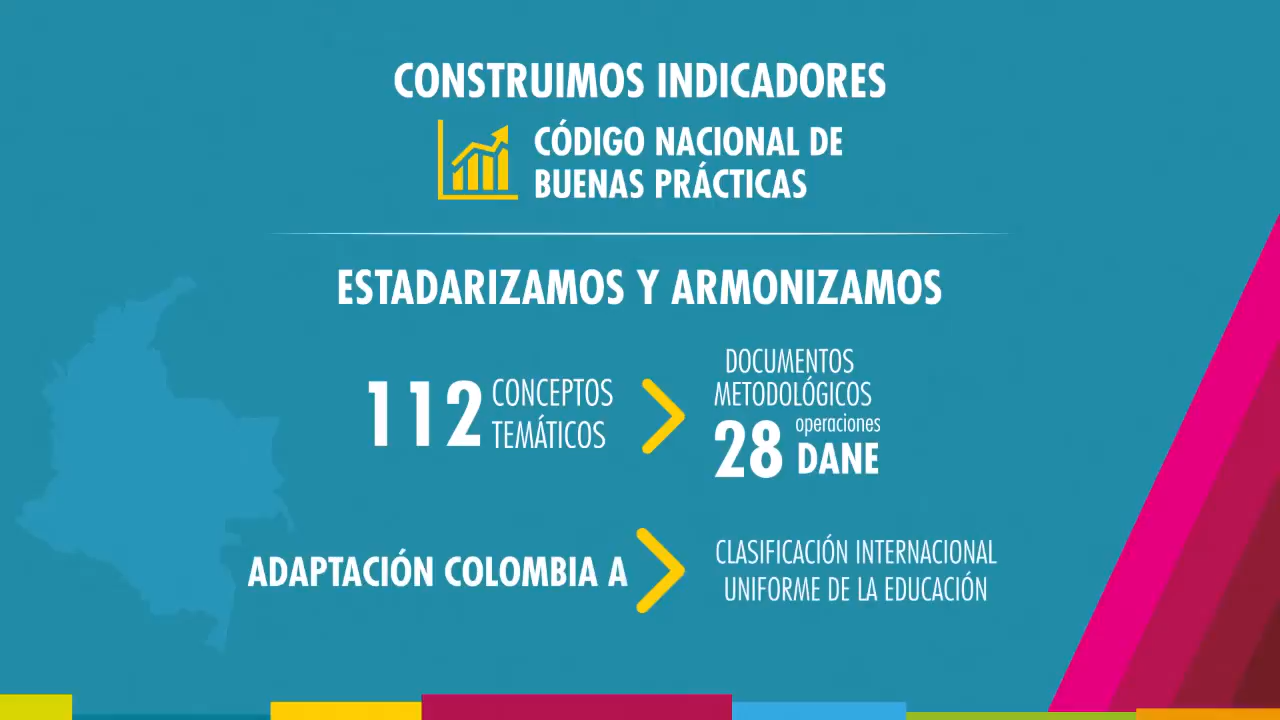 CONSTRUIMOS INDICADORES
CÓDIGO NACIONAL DE
BUENAS PRÁCTICAS
ESTADARIZAMOS Y ARMONIZAMOS
112 CONCEPTOS
TEMÁTICOS
DOCUMENTOS
METODOLÓGICOS
28 operaciones
DANE
ADAPTACIÓN COLOMBIA A
CLASIFICACIÓN INTERNACIONAL
UNIFORME DE LA EDUCACIÓN